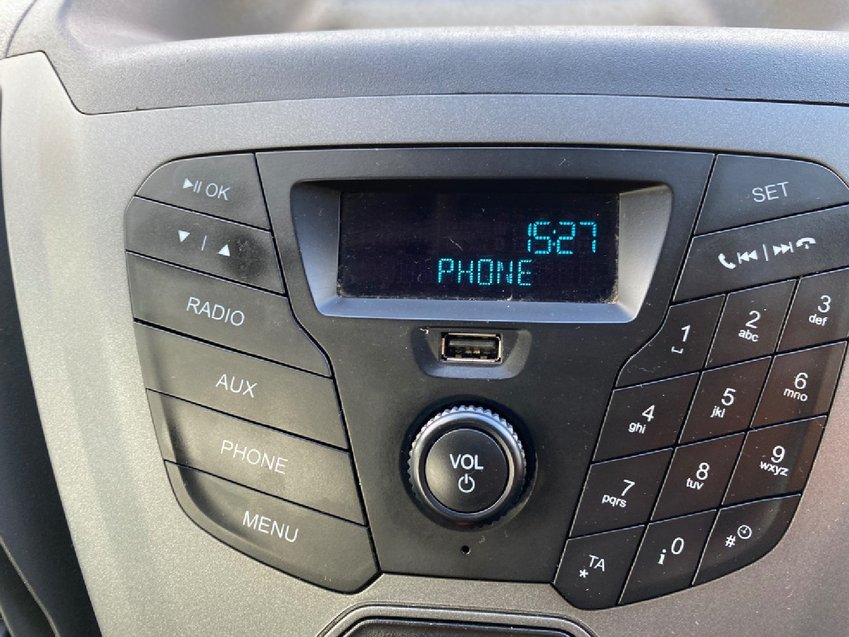 OK
SET
15:27
PHONE
RADIO
AUX
PHONE
MENU
VOL
1
2
abc
3
def
4
ghi
5
jkl
6
mno
7
pqrs
8
tuv
9
wxyz
* TA
i 0
#